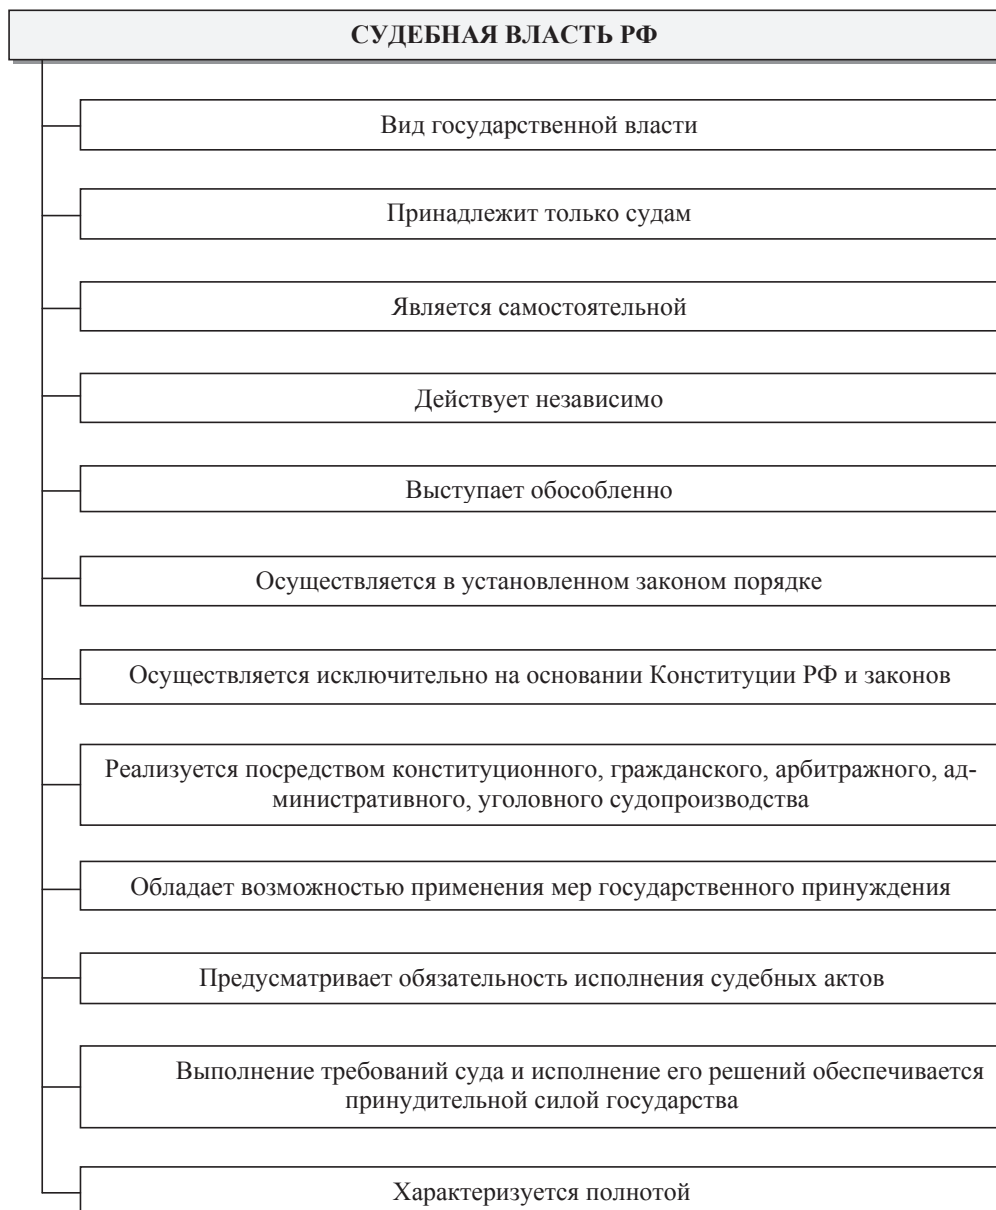 СУДЕБНАЯ ВЛАСТЬ РФ
Вид государственной власти
Принадлежит только судам
Является самостоятельной
Действует независимо
Выступает обособленно
Осуществляется в установленном законом порядке
Осуществляется исключительно на основании Конституции РФ и законов
Реализуется посредством конституционного, гражданского, арбитражного, ад-
министративного, уголовного судопроизводства
Обладает возможностью применения мер государственного принуждения
Предусматривает обязательность исполнения судебных актов
Выполнение требований суда и исполнение его решений обеспечивается
принудительной силой государства
Характеризуется полнотой